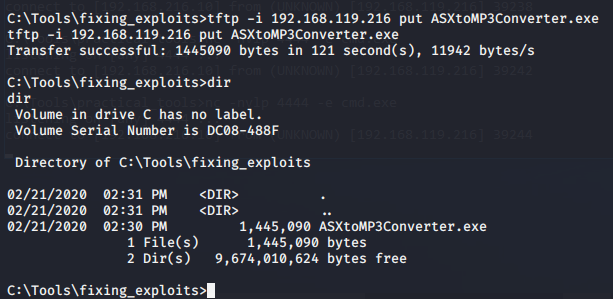 C:\Tools\fixing_exploits>tftp -i 192.168.119.216 put ASXtoMP3Converter.exe
tftp -i 192.168.119.216 put ASXtoMP3Converter.exe
Transfer successful: 1445090 bytes in 121 second(s), 11942 bytes/s
C:\Tools\fixing_exploits>dir
dir
 Volume in drive C has no label.
 Volume Serial Number is DC08-488F
 Directory of C:\Tools\fixing_exploits
02/21/2020  02:31 PM    <DIR>          .
02/21/2020  02:31 PM    <DIR>          ..
02/21/2020  02:30 PM         1,445,090 ASXtoMP3Converter.exe
               1 File(s)      1,445,090 bytes
               2 Dir(s)   9,674,010,624 bytes free
C:\Tools\fixing_exploits>